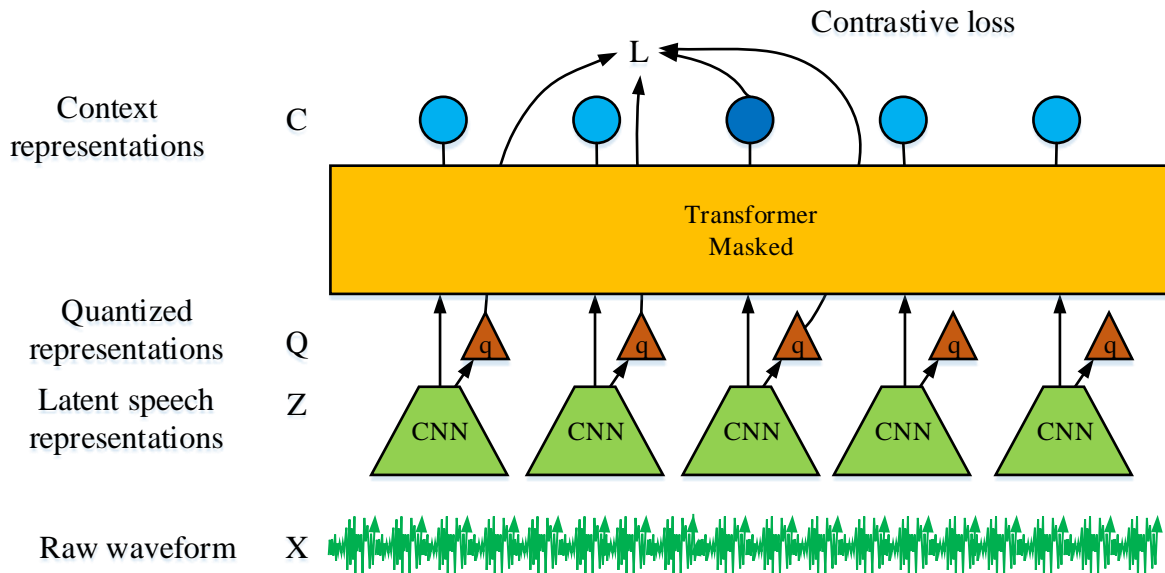 Contrastive loss
L
Context
representations
C
Transformer
Masked
Quantized
representations
Q
q q q q q
Latent speech
representations
Z
CNN CNN CNN CNN CNN
Raw waveform
X